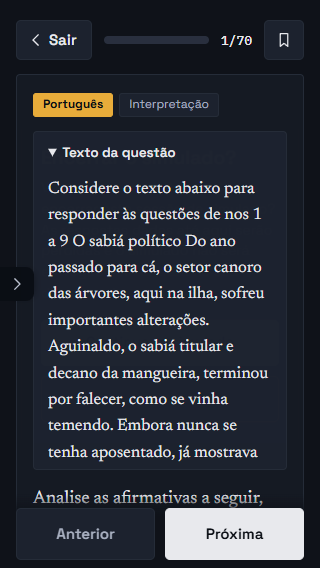 Sair
1/70
Português
Interpretação
▼ Texto da questão
Considere o texto abaixo para
responder às questões de nos 1
a 9 O sabiá político Do ano
passado para cá, o setor canoro
das árvores, aqui na ilha, sofreu
importantes alterações.
Aguinaldo, o sabiá titular e
decano da mangueira, terminou
por falecer, como se vinha
temendo. Embora nunca se
tenha aposentado, já mostrava
Analise as afirmativas a seguir,
Anterior
Próxima